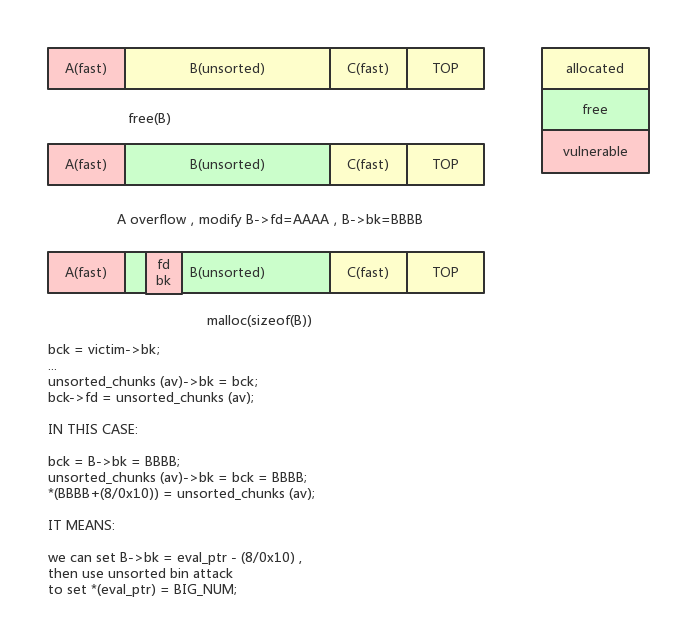 A(fast) B(unsorted) C(fast) TOP allocated
free
free(B)
vulnerable
A(fast) B(unsorted) C(fast) TOP
A overflow , modify B->fd=AAAA , B->bk=BBBB
A(fast) fd B(unsorted) C(fast) TOP
bk
malloc(sizeof(B))
bck = victim->bk;
...
unsorted_chunks (av)->bk = bck;
bck->fd = unsorted_chunks (av);
IN THIS CASE:
bck = B->bk = BBBB;
unsorted_chunks (av)->bk = bck = BBBB;
*(BBBB+(8/0x10)) = unsorted_chunks (av);
IT MEANS:
we can set B->bk = eval_ptr - (8/0x10) ,
then use unsorted bin attack
to set *(eval_ptr) = BIG_NUM;